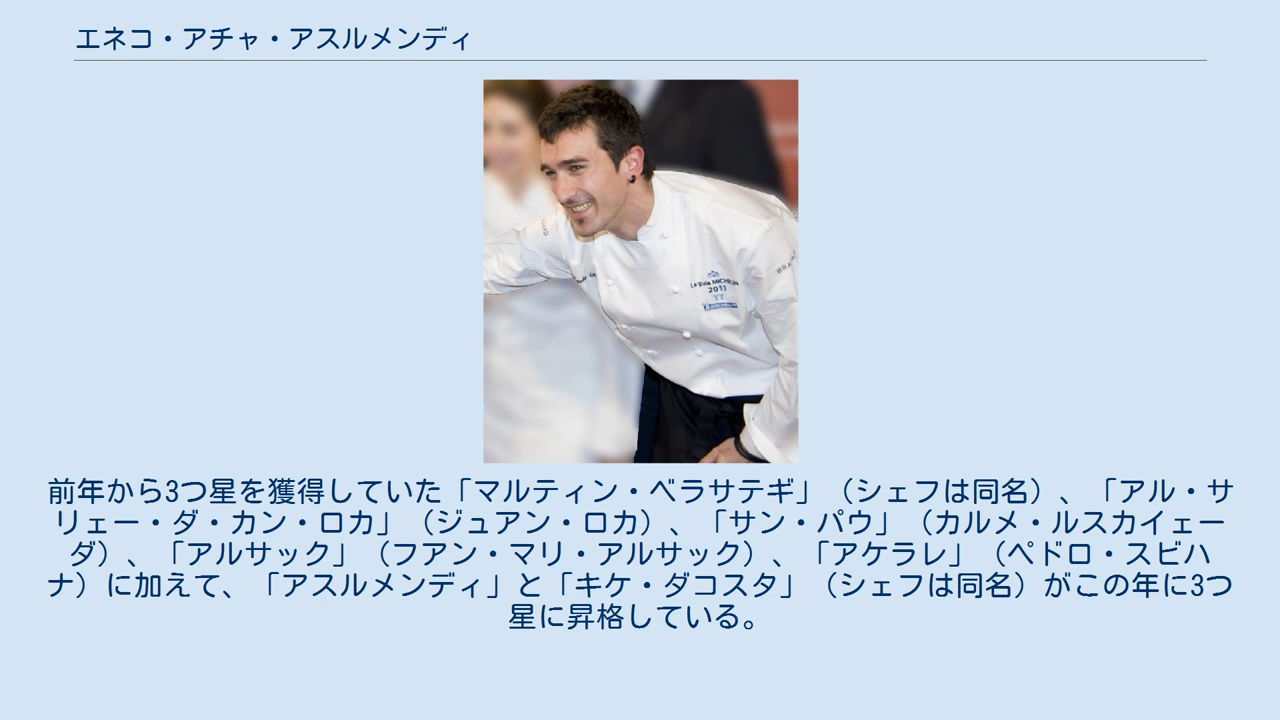 エネコ・アチャ・アスルメンディ
La guía MICHELIN
2011
前年から3つ星を獲得していた「マルティン・ベラサテギ」（シェフは同名）、「アル・サ
リェー・ダ・カン・ロカ」（ジュアン・ロカ）、「サン・パウ」（カルメ・ルスカイェー
ダ）、「アルサック」（フアン・マリ・アルサック）、「アケラレ」（ペドロ・スビハ
ナ）に加えて、「アスルメンディ」と「キケ・ダコスタ」（シェフは同名）がこの年に3つ
星に昇格している。